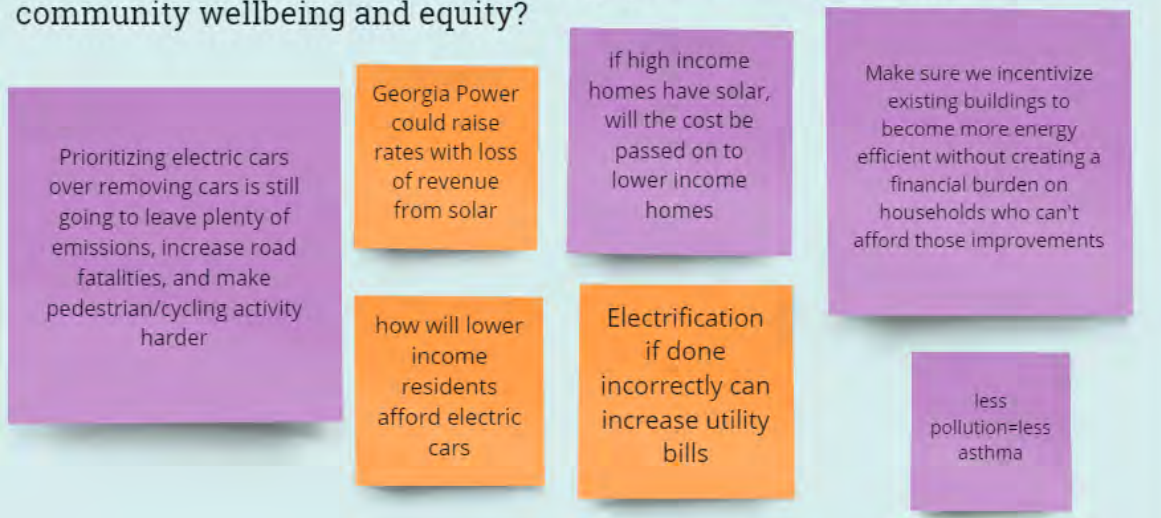 community wellbeing and equity?
Prioritizing electric cars
over removing cars is still
going to leave plenty of
emissions, increase road
fatalities, and make
pedestrian/cycling activity
harder
Georgia Power
could raise
rates with loss
of revenue
from solar
if high income
homes have solar,
will the cost be
passed on to
lower income
homes
Make sure we incentivize
existing buildings to
become more energy
efficient without creating a
financial burden on
households who can't
afford those improvements
how will lower
income
residents
afford electric
cars
Electrification
if done
incorrectly can
increase utility
bills
less
pollution=less
asthma